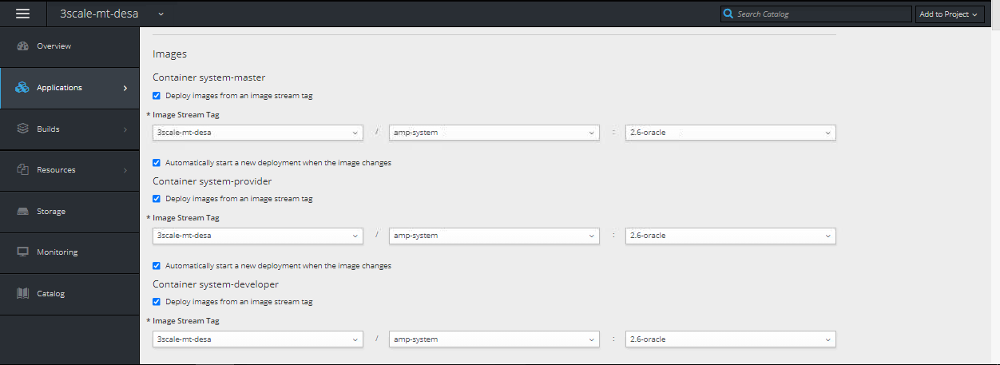 3scale-mt-desa
Search Catalog
Add to Project
Overview
Applications
Builds
Resources
Storage
Monitoring
Catalog
Images
Container system-master
Deploy images from an image stream tag
* Image Stream Tag
3scale-mt-desa / amp-system : 2.6-oracle
Automatically start a new deployment when the image changes
Container system-provider
Deploy images from an image stream tag
* Image Stream Tag
3scale-mt-desa / amp-system : 2.6-oracle
Automatically start a new deployment when the image changes
Container system-developer
Deploy images from an image stream tag
* Image Stream Tag
3scale-mt-desa / amp-system : 2.6-oracle